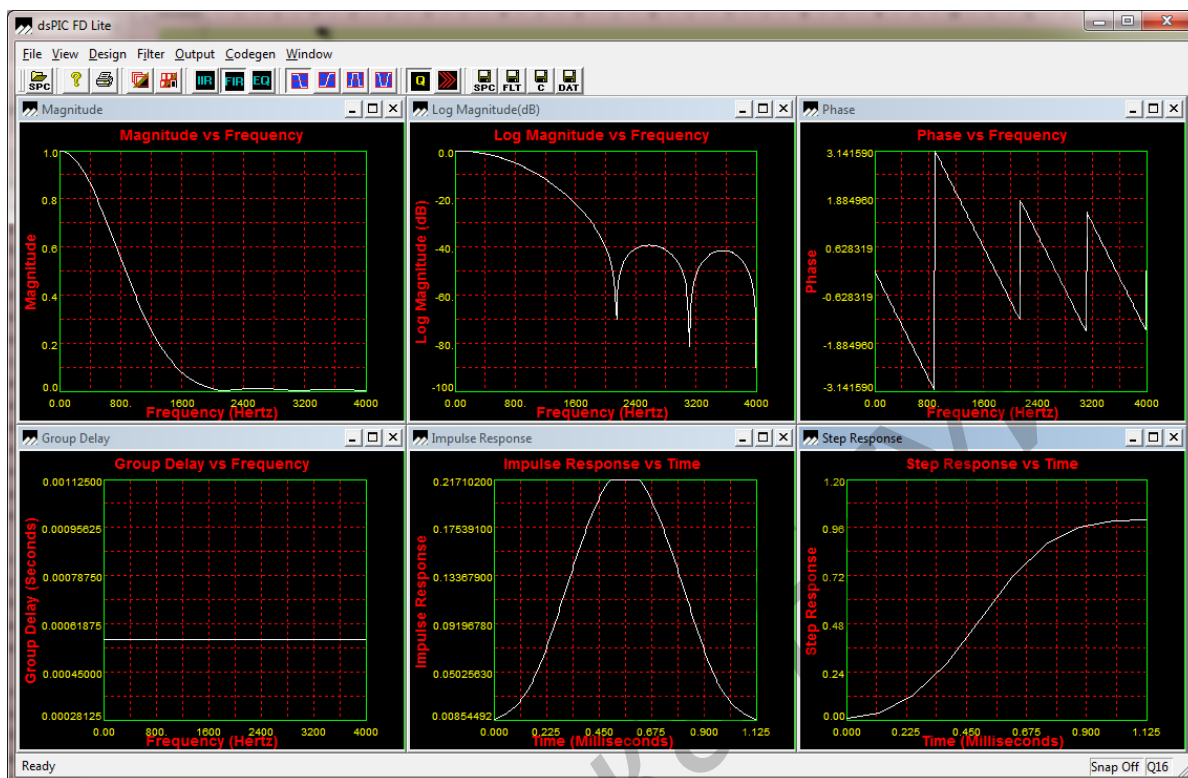 dsPIC FD Lite
File View Design Filter Output Codegen Window
SPC ? IIR FIR EQ Q SPC FLT C DAT
Magnitude
Magnitude vs Frequency
Magnitude
1.0
0.8
0.6
0.4
0.2
0.0
0.00 800. 1600 2400 3200 4000
Frequency (Hertz)
Log Magnitude(dB)
Log Magnitude vs Frequency
Log Magnitude (dB)
0.0
-20.
-40.
-60.
-80.
-100
0.00 800. 1600 2400 3200 4000
Frequency (Hertz)
Phase
Phase vs Frequency
Phase
3.141590
1.884960
0.628319
-0.628319
-1.884960
-3.141590
0.00 800. 1600 2400 3200 4000
Frequency (Hertz)
Group Delay
Group Delay vs Frequency
Group Delay (Seconds)
0.00112500
0.00095625
0.00078750
0.00061875
0.00045000
0.00028125
0.00 800. 1600 2400 3200 4000
Frequency (Hertz)
Impulse Response
Impulse Response vs Time
Impulse Response
0.21710200
0.17539100
0.13367900
0.09196780
0.05025630
0.00854492
0.00 0.225 0.450 0.675 0.900 1.125
Time (Milliseconds)
Step Response
Step Response vs Time
Step Response
1.20
0.96
0.72
0.48
0.24
0.00
0.000 0.225 0.450 0.675 0.900 1.125
Time (Milliseconds)
Ready
Snap Off Q16